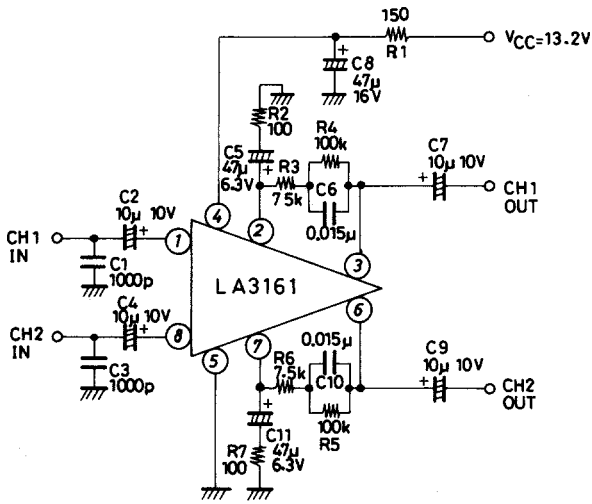 150
R1
VCC=13.2V
+
C8
47µ
16V
R2
100
R4
100k
C5
47µ
6.3V
+
R3
7.5k
C6
0.015µ
C7
+ 10µ 10V
CH1
OUT
C2
10µ 10V
+
4
2
CH1
IN
1
C1
1000p
3
LA3161
C4
10µ 10V
+
CH2
IN
8
6
C3
1000p
5
7
0.015µ
R6
7.5k
C10
C9
+ 10µ 10V
CH2
OUT
100k
R5
+
C11
47µ
6.3V
R7
100